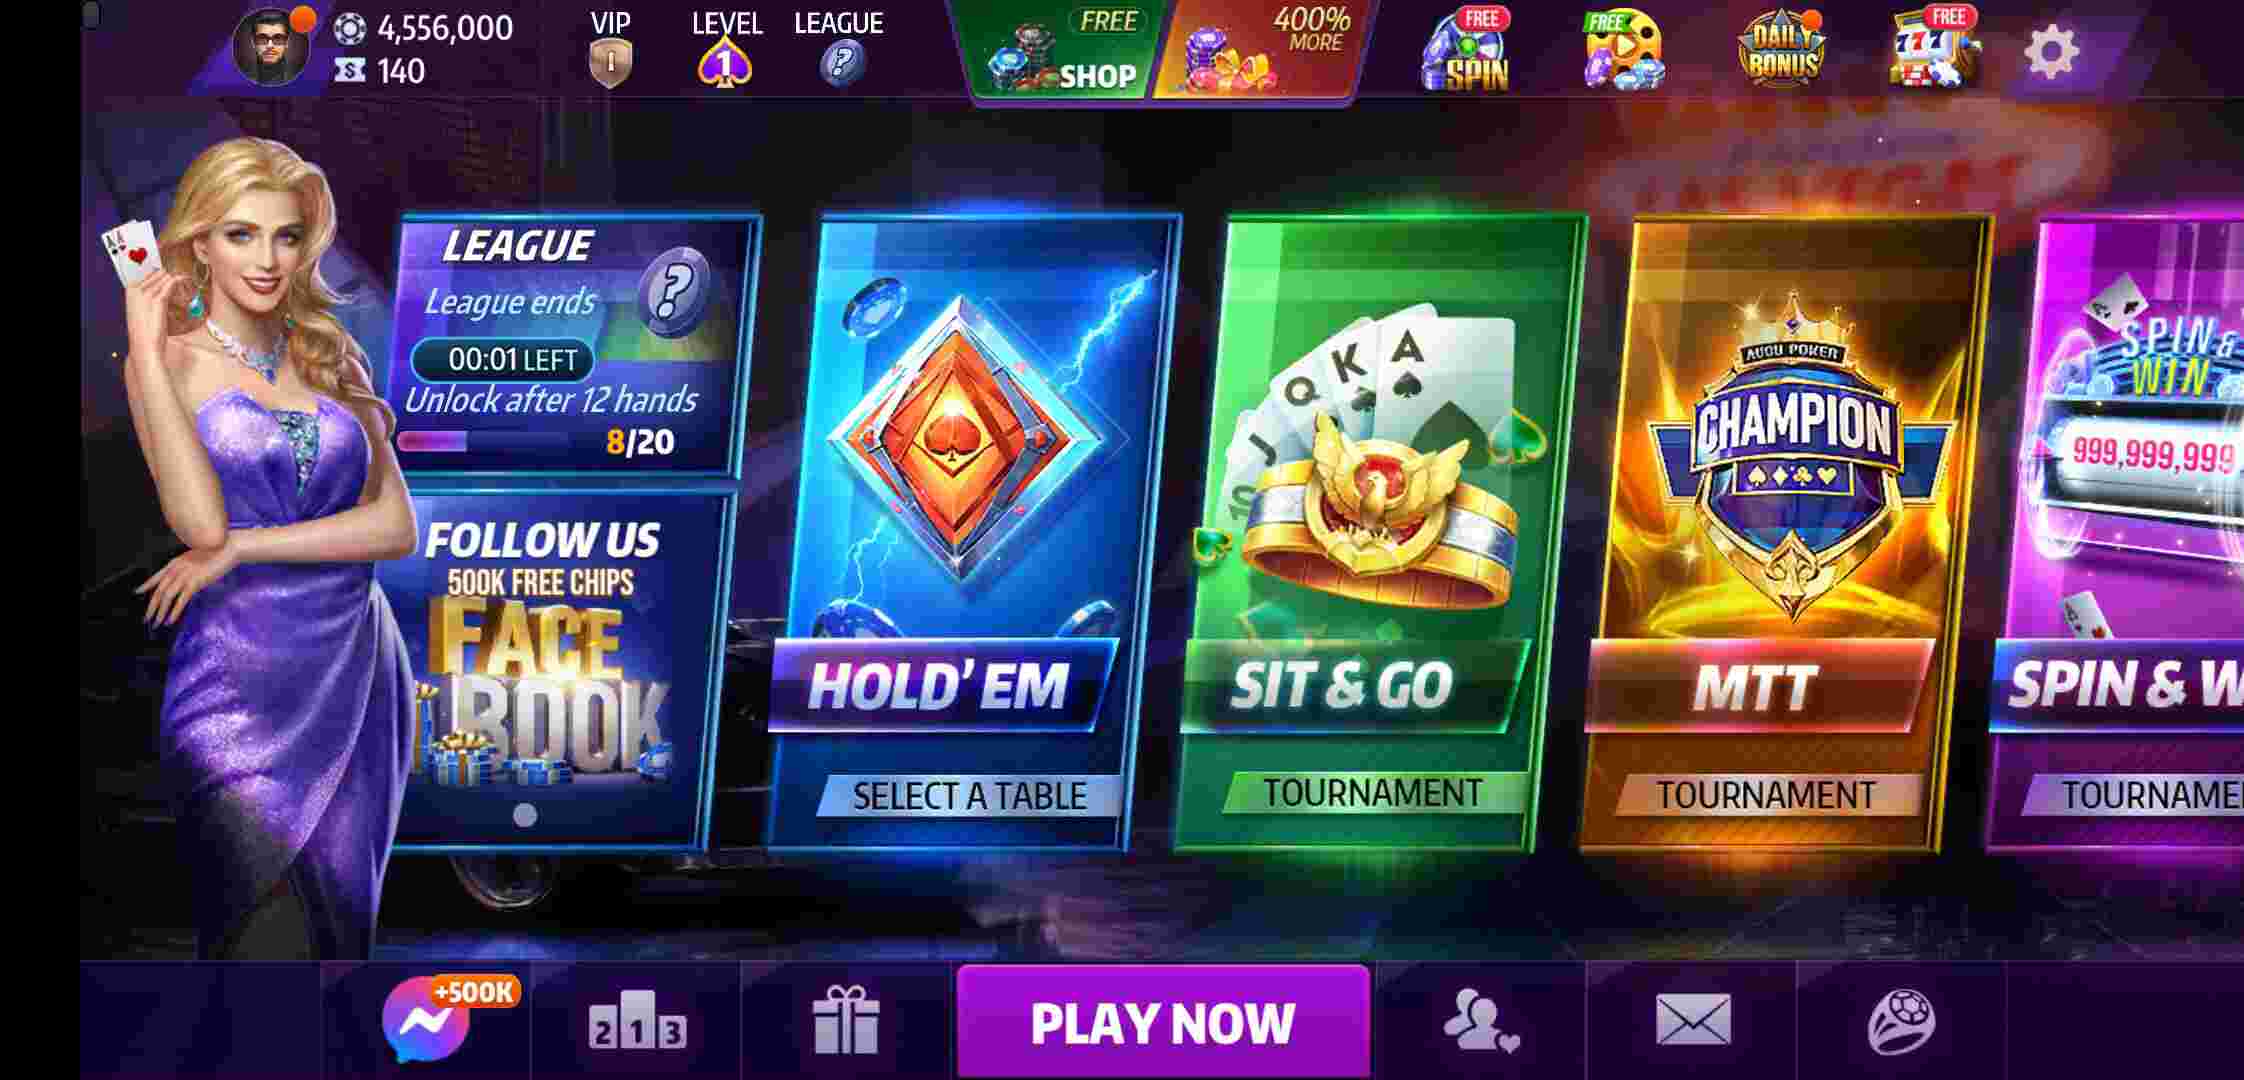 4,556,000
140
VIP
1
LEVEL
1
LEAGUE
?
FREE
SHOP
400%
MORE
FREE
SPIN
FREE
DAILY
BONUS
FREE
777
A A
LEAGUE
?
League ends
00:01 LEFT
Unlock after 12 hands
8/20
FOLLOW US
500K FREE CHIPS
FACE
BOOK
HOLD'EM
SELECT A TABLE
10 J Q K A
SIT & GO
TOURNAMENT
AUGU POKER
CHAMPION
MTT
TOURNAMENT
SPIN &
WIN
999,999,999
A
SPIN & W
TOURNAME
+500K
2 1 3
PLAY NOW